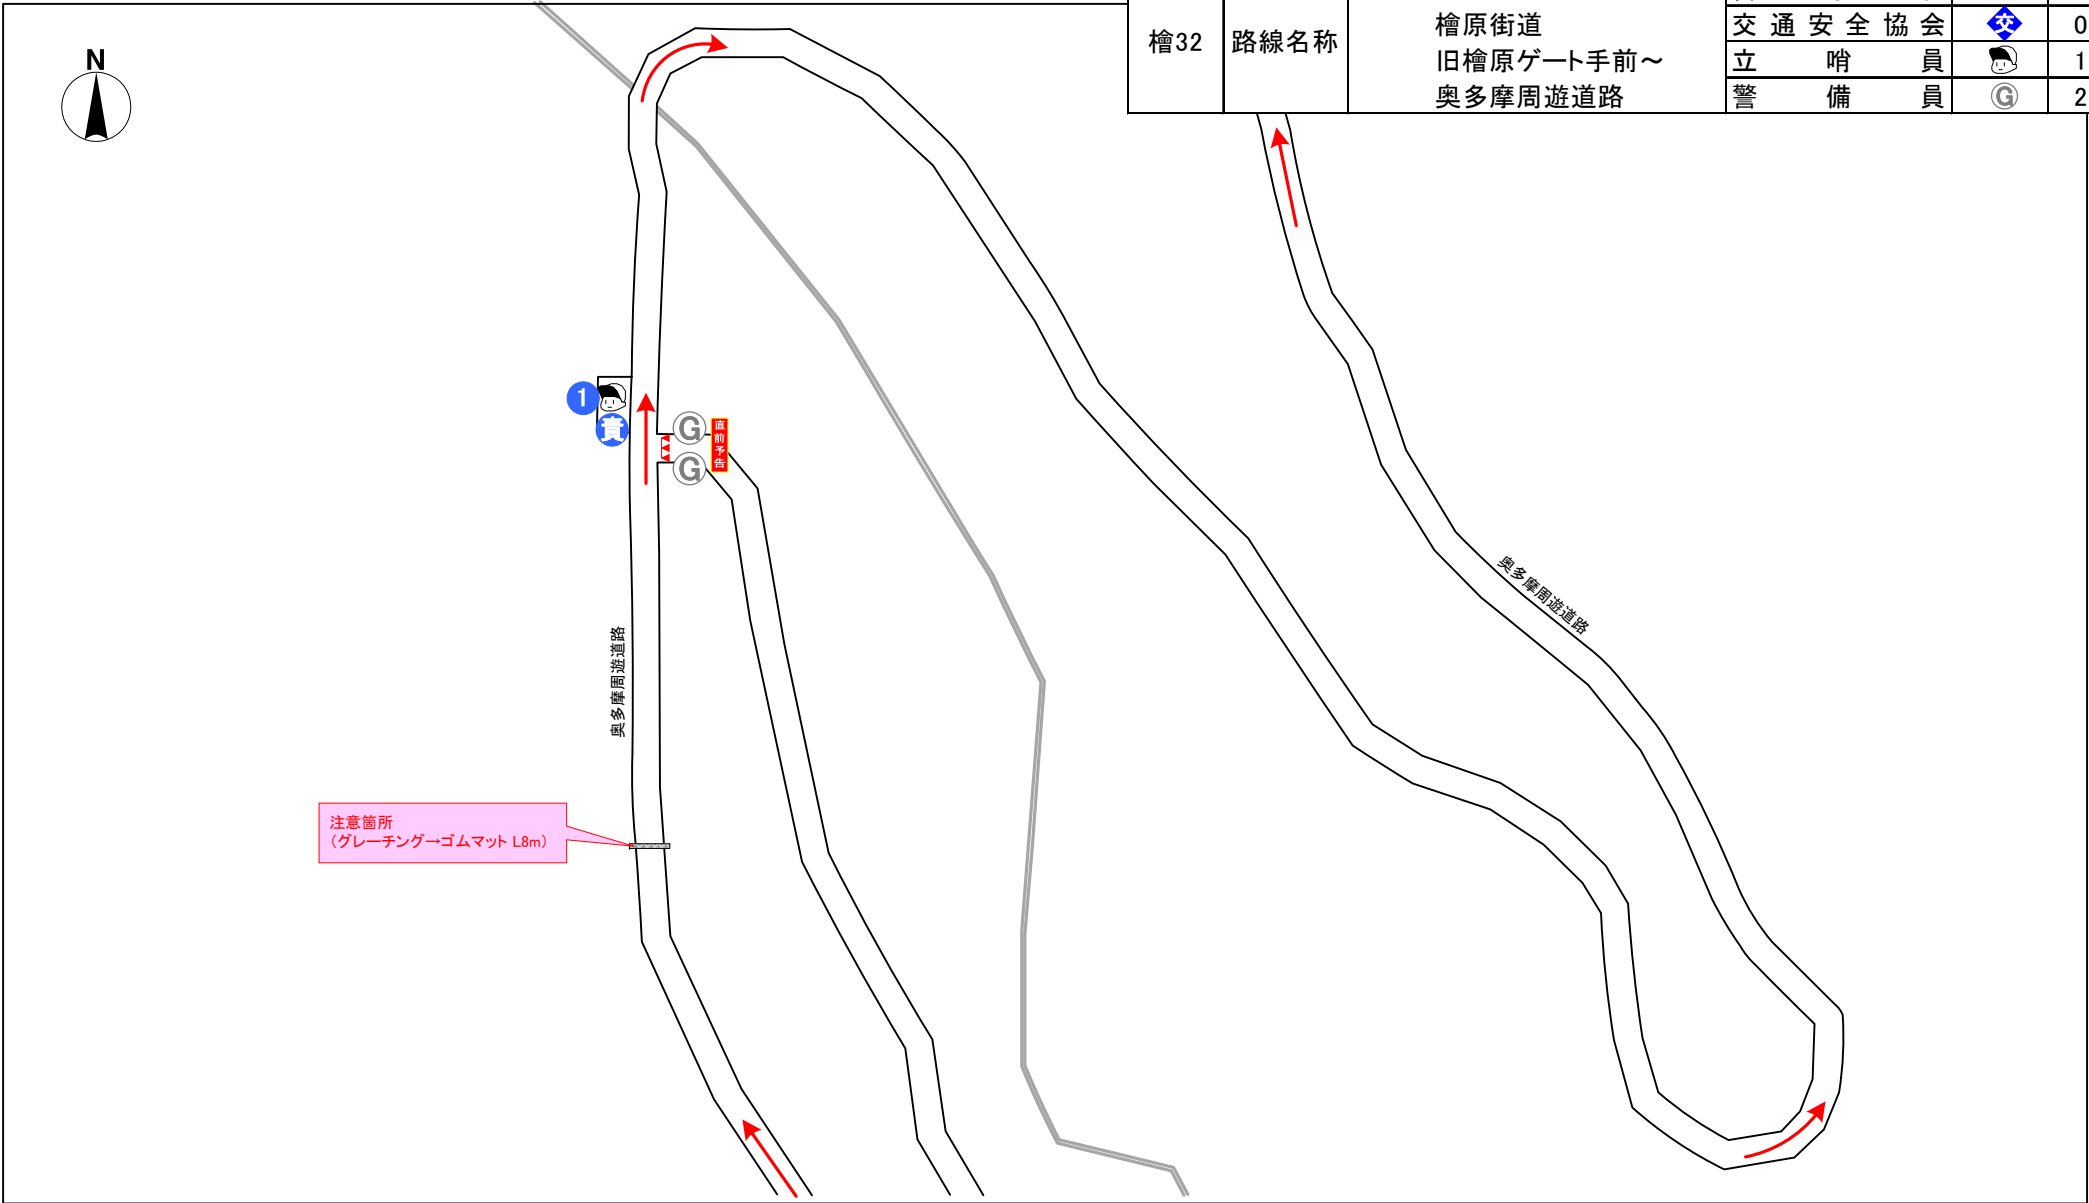 檜32
路線名称
檜原街道
旧檜原ゲート手前～
奥多摩周遊道路
交通安全協会 交 0
立哨員 1
警備員 G 2
N
1
責
G
G
直前予告
奥多摩周遊道路
奥多摩周遊道路
注意箇所
（グレーチング→ゴムマット L8m）